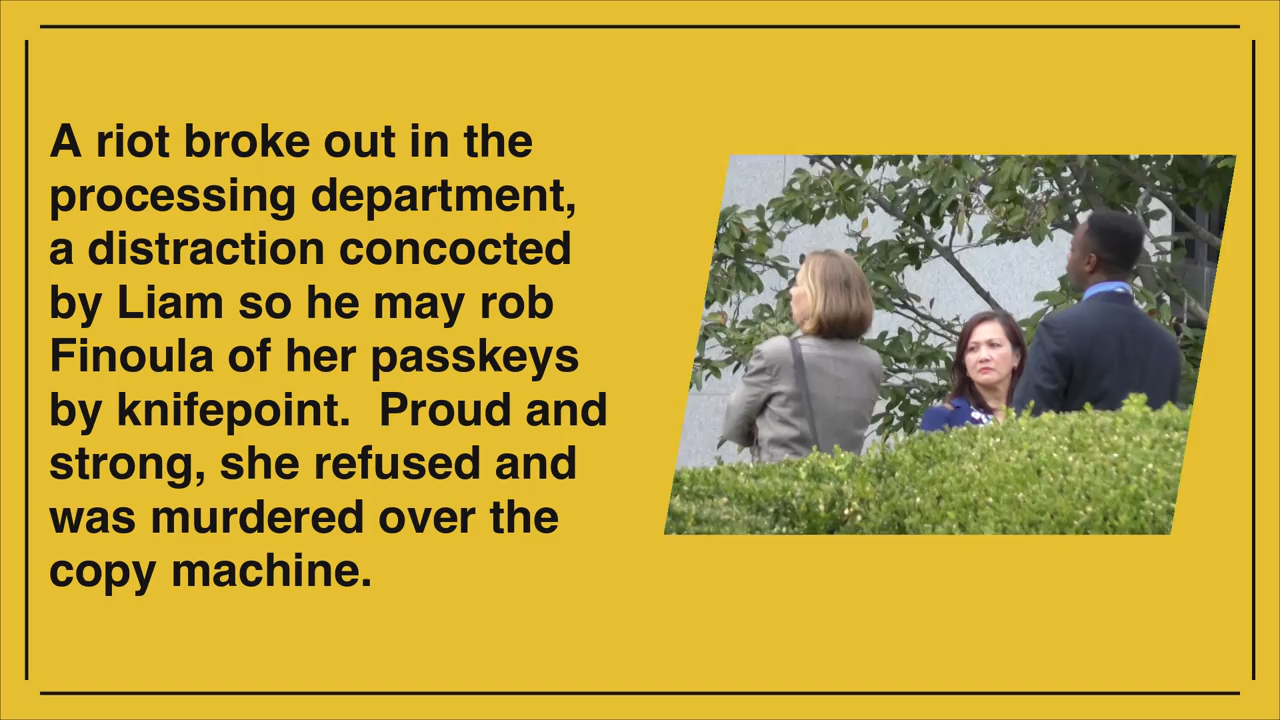 A riot broke out in the
processing department,
a distraction concocted
by Liam so he may rob
Finoula of her passkeys
by knifepoint.  Proud and
strong, she refused and
was murdered over the
copy machine.